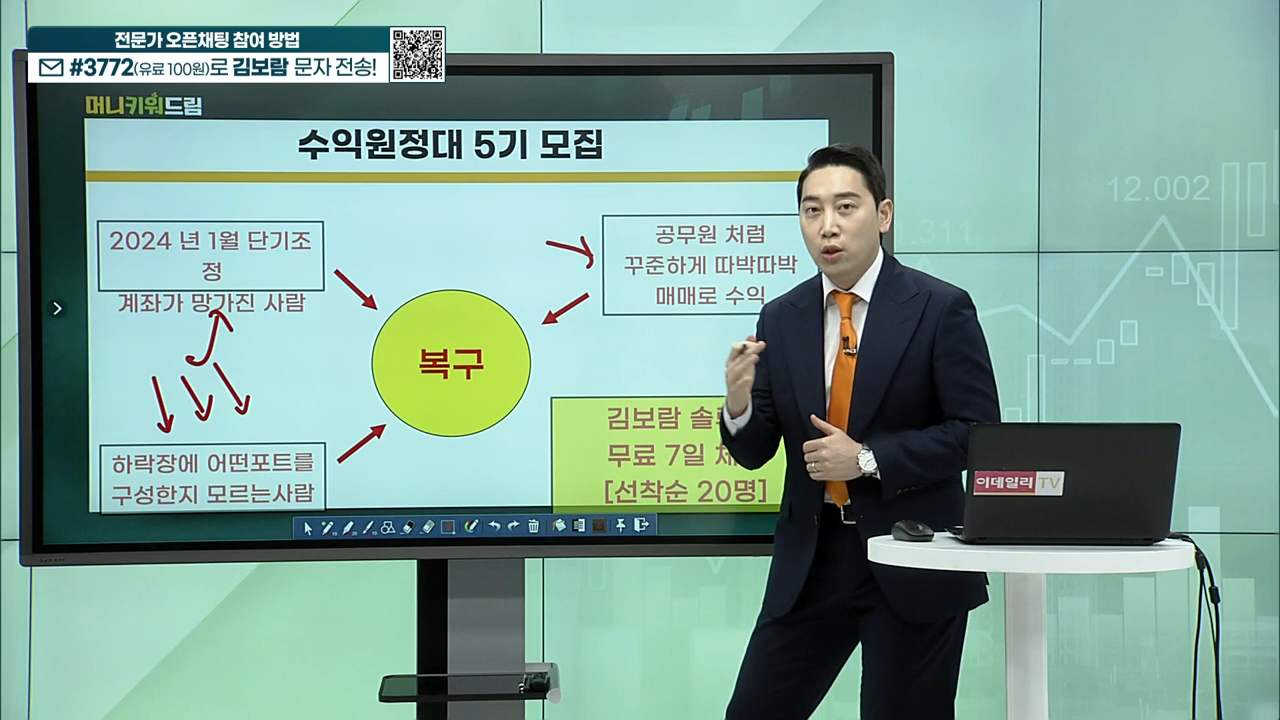 전문가 오픈채팅 참여 방법
#3772(유료 100원)로 김보람 문자 전송!
머니키워드림
수익원정대 5기 모집
2024 년 1월 단기조
정
계좌가 망가진 사람
공무원 처럼
꾸준하게 따박따박
매매로 수익
복구
하락장에 어떤포트를
구성한지 모르는사람
김보람
무료 7일
[선착순 20명]
12.002
.311
이데일리 TV